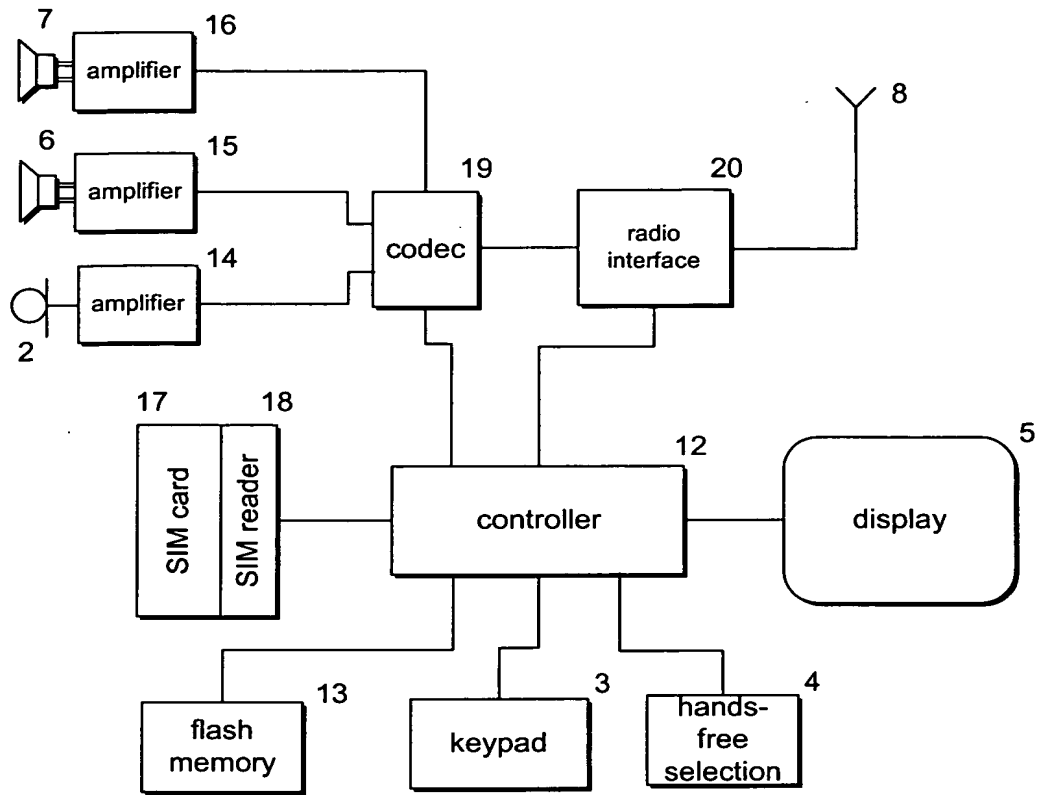 7
16
amplifier
8
6
15
amplifier
19
20
codec
radio
interface
14
amplifier
2
17
18
12
5
SIM card
SIM reader
controller
display
13
3
4
flash
memory
keypad
hands-
free
selection